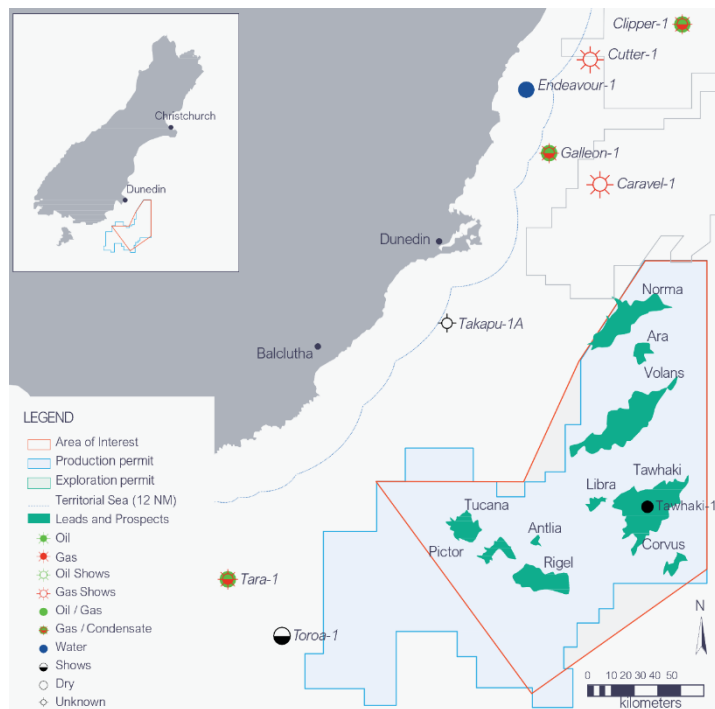 Clipper-1
Cutter-1
Endeavour-1
Christchurch
Galleon-1
Caravel-1
Dunedin
Dunedin
Norma
Takapu-1A
Ara
Balclutha
Volans
LEGEND
Area of Interest
Production permit
Exploration permit
Territorial Sea (12 NM)
Leads and Prospects
Oil
Gas
Oil Shows
Gas Shows
Oil / Gas
Gas / Condensate
Water
Shows
Dry
Unknown
Tawhaki
Libra
Tucana
Tawhaki-1
Antlia
Pictor
Corvus
Rigel
Tara-1
Toroa-1
N
0 10 20 30 50
kilometers